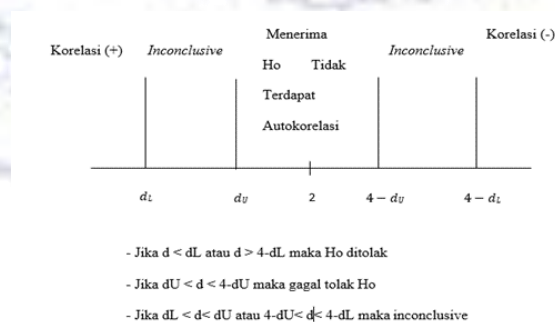 Menerima
Korelasi (-)
Korelasi (+) Inconclusive Inconclusive
Ho Tidak
Terdapat
Autokorelasi
dL dU 2 4 − dU 4 − dL
- Jika d < dL atau d > 4-dL maka Ho ditolak
- Jika dU < d < 4-dU maka gagal tolak Ho
- Jika dL < d< dU atau 4-dU< d< 4-dL maka inconclusive